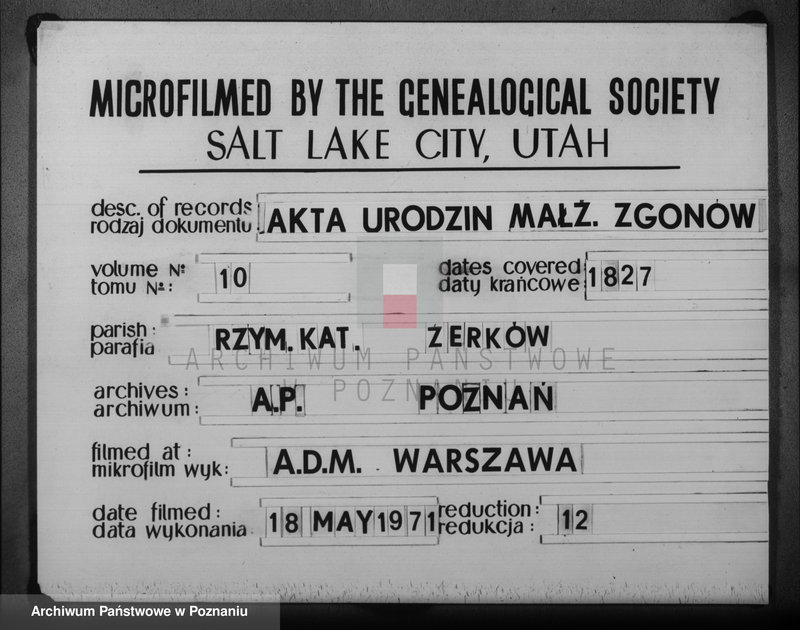 MICROFILMED BY THE GENEALOGICAL SOCIETY
SALT LAKE CITY, UTAH
desc. of records
rodzaj dokumentu: AKTA URODZIN MAŁŻ. ZGONÓW
volume №
tomu №: 10
dates covered
daty krańcowe: 1827
parish:
parafia RZYM. KAT. ŻERKÓW
ARCHIWUM PAŃSTWOWE
W POZNANIU
archives:
archiwum: A.P. POZNAŃ
filmed at:
mikrofilm wyk: A.D.M. WARSZAWA
date filmed:
data wykonania 18 MAY 1971
reduction:
redukcja: 12
Archiwum Państwowe w Poznaniu